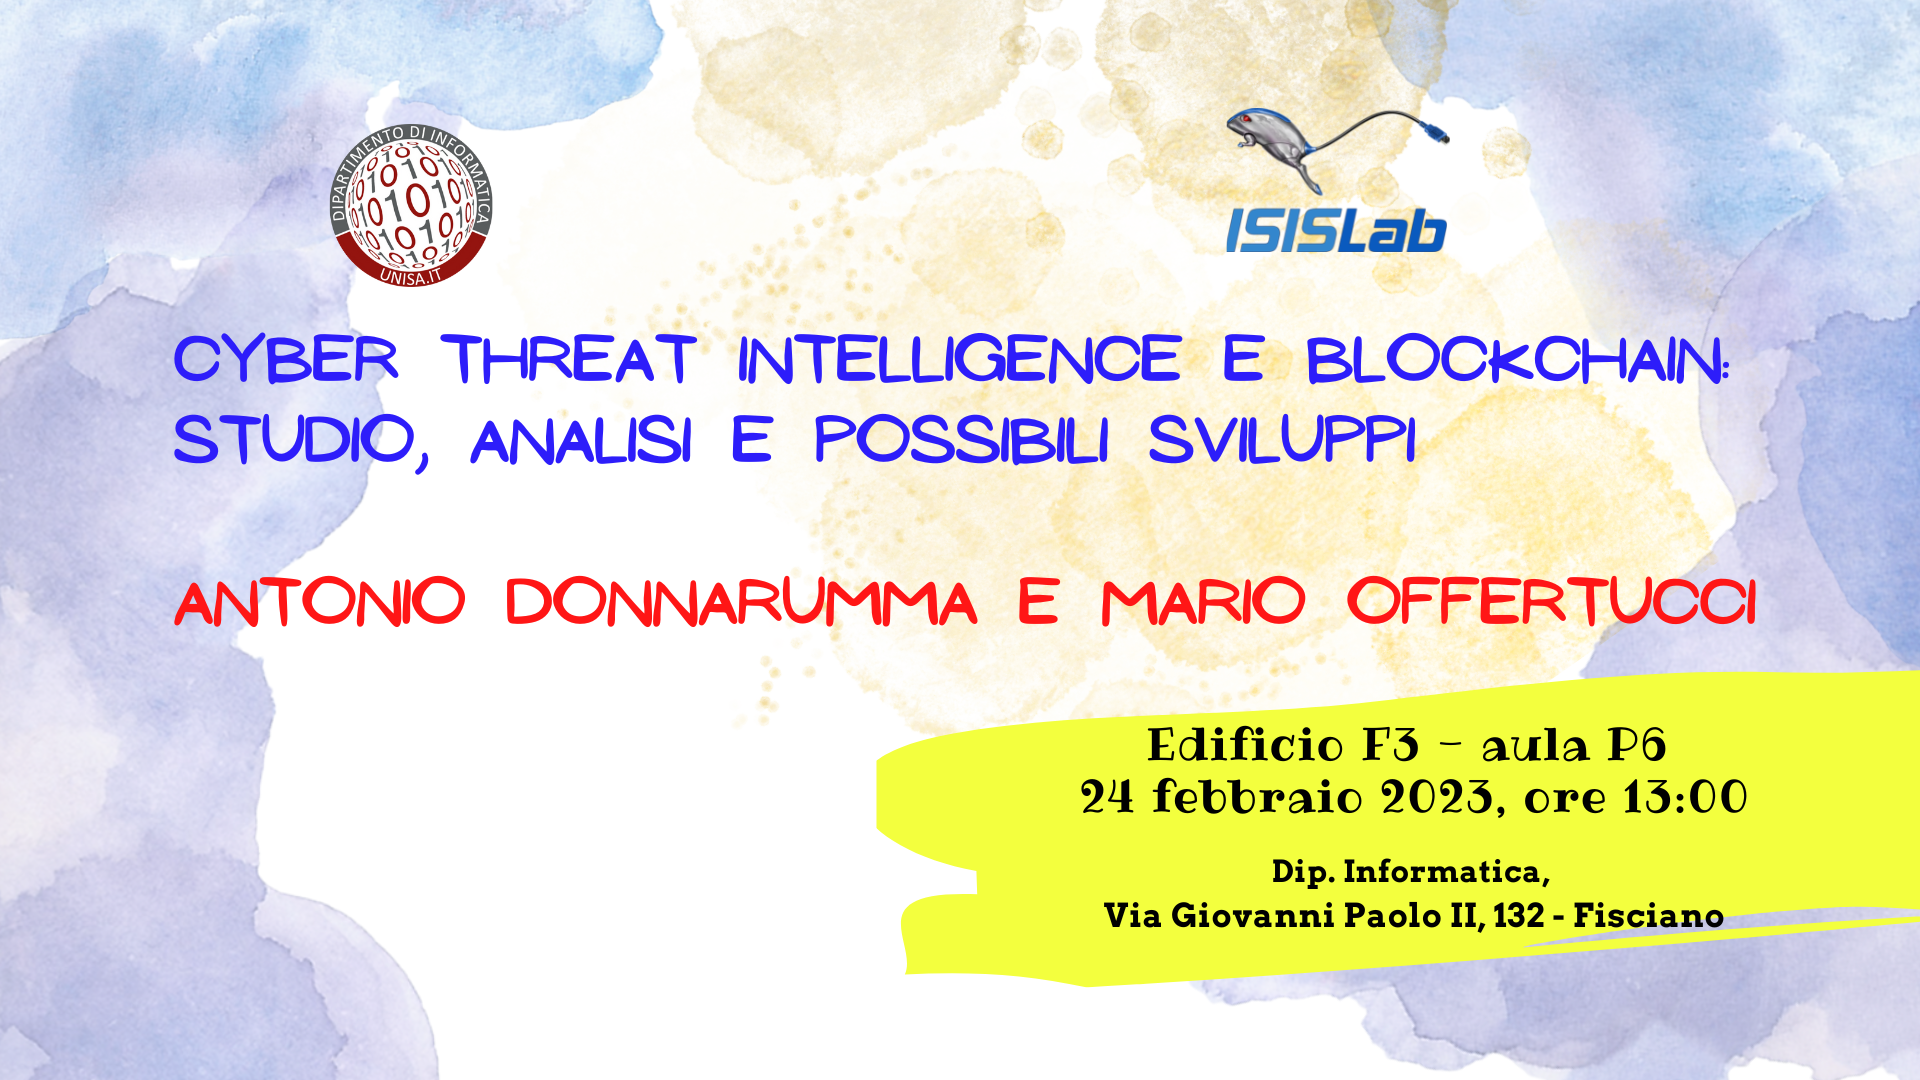 DIPARTIMENTO DI INFORMATICA
UNISA.IT
ISISLab
CYBER THREAT INTELLIGENCE E BLOCKCHAIN:
STUDIO, ANALISI E POSSIBILI SVILUPPI
ANTONIO DONNARUMMA E MARIO OFFERTUCCI
Edificio F3 - aula P6
24 febbraio 2023, ore 13:00
Dip. Informatica,
Via Giovanni Paolo II, 132 - Fisciano